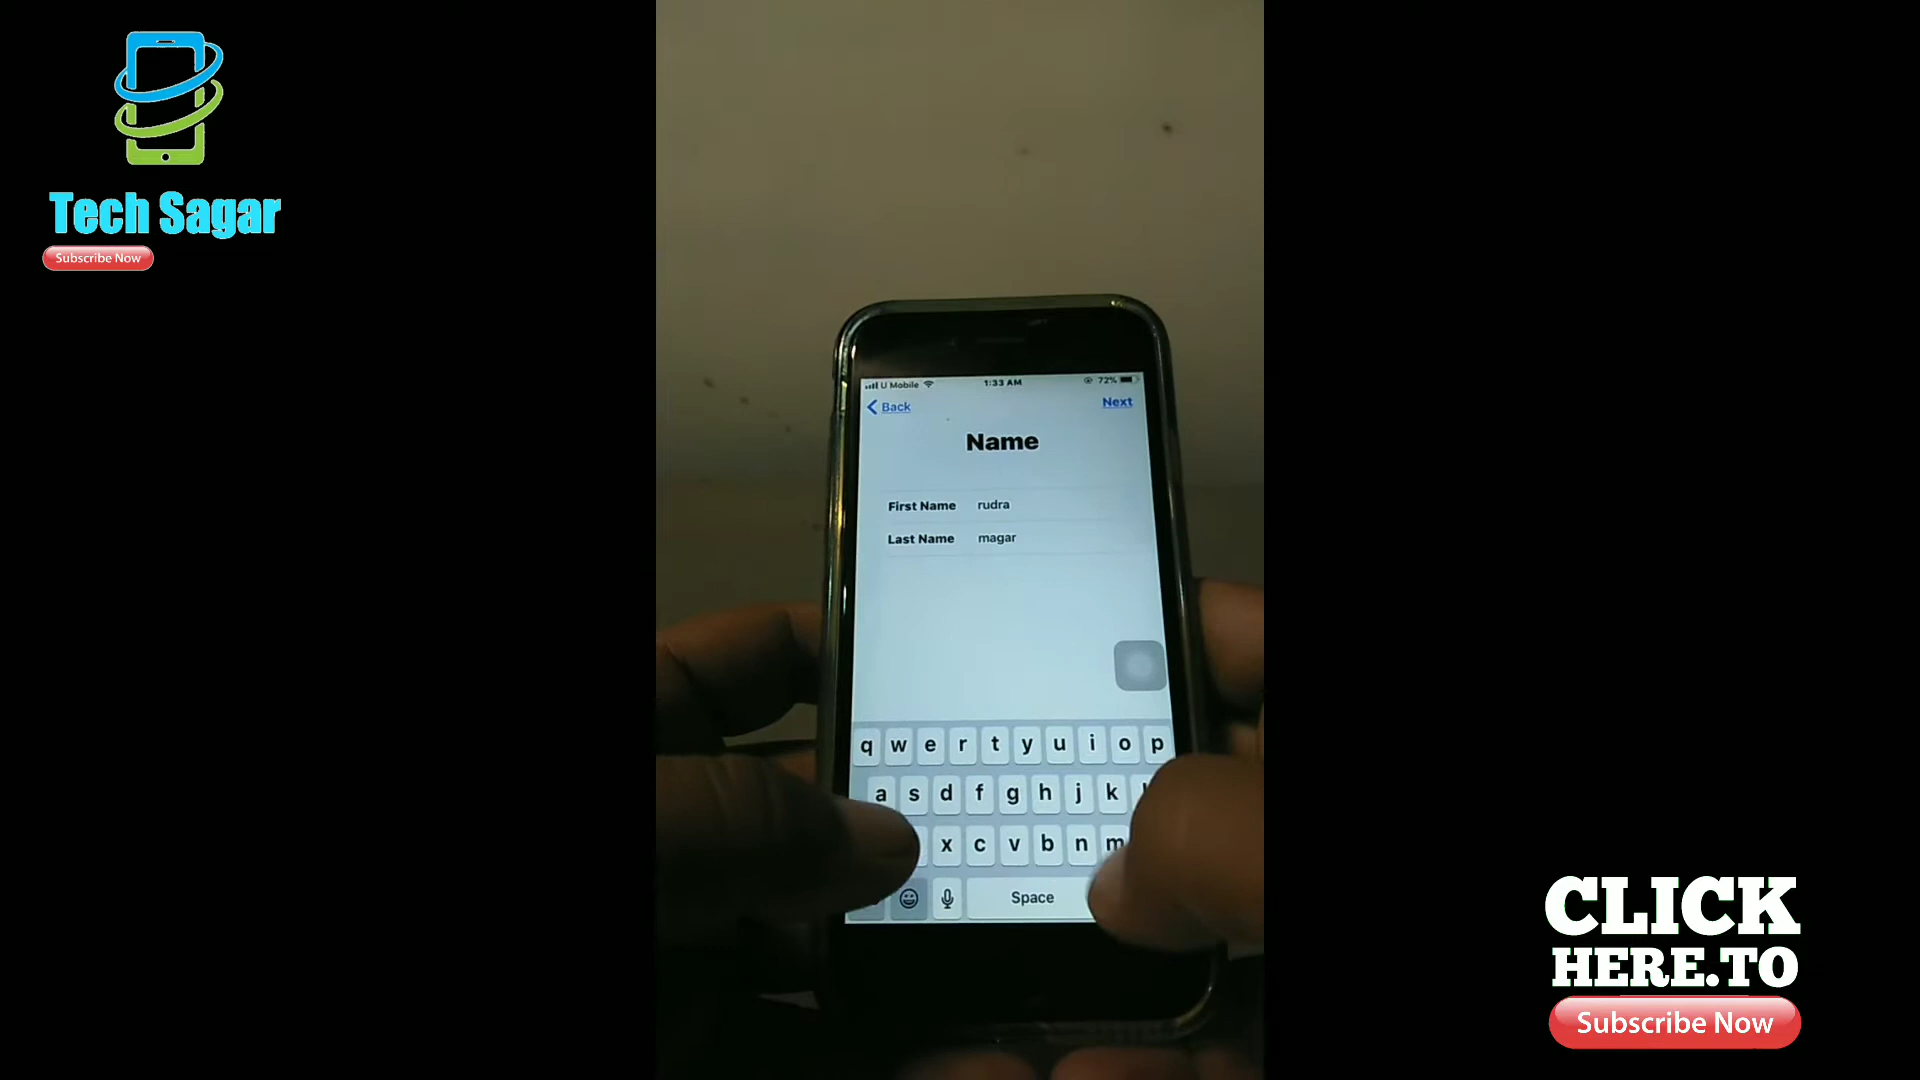 Tech Sagar
Subscribe Now
U Mobile 1:33 AM 72%
Back Next
Name
First Name rudra
Last Name magar
q w e r t y u i o p
a s d f g h j k
x c v b n m
Space
CLICK
HERE.TO
Subscribe Now